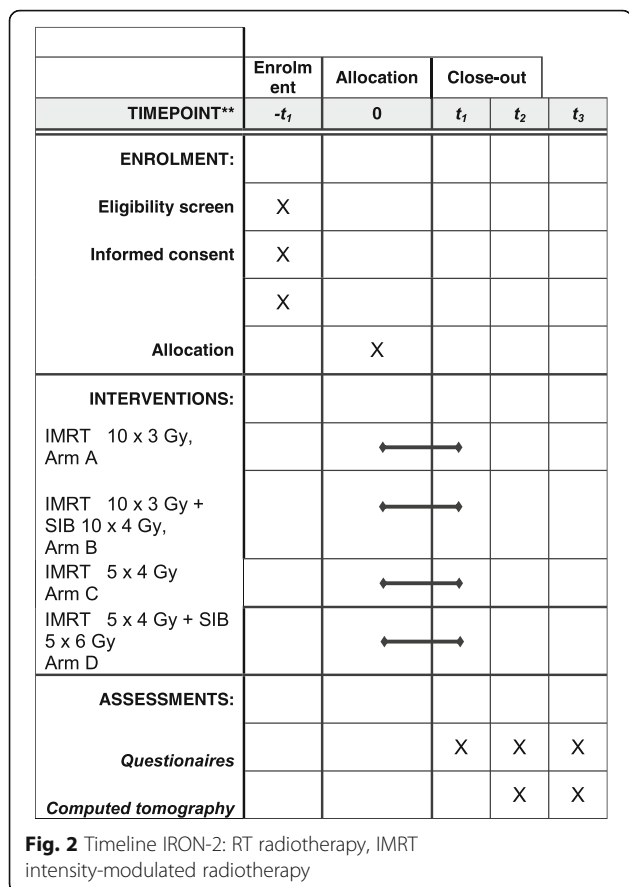 Enrolm
ent
Allocation
Close-out
TIMEPOINT** -t1 0 t1 t2 t3
ENROLMENT:
Eligibility screen X
Informed consent X
X
Allocation X
INTERVENTIONS:
IMRT 10 x 3 Gy,
Arm A
IMRT 10 x 3 Gy +
SIB 10 x 4 Gy,
Arm B
IMRT 5 x 4 Gy
Arm C
IMRT 5 x 4 Gy + SIB
5 x 6 Gy
Arm D
ASSESSMENTS:
Questionaires X X X
Computed tomography X X
Fig. 2 Timeline IRON-2: RT radiotherapy, IMRT
intensity-modulated radiotherapy